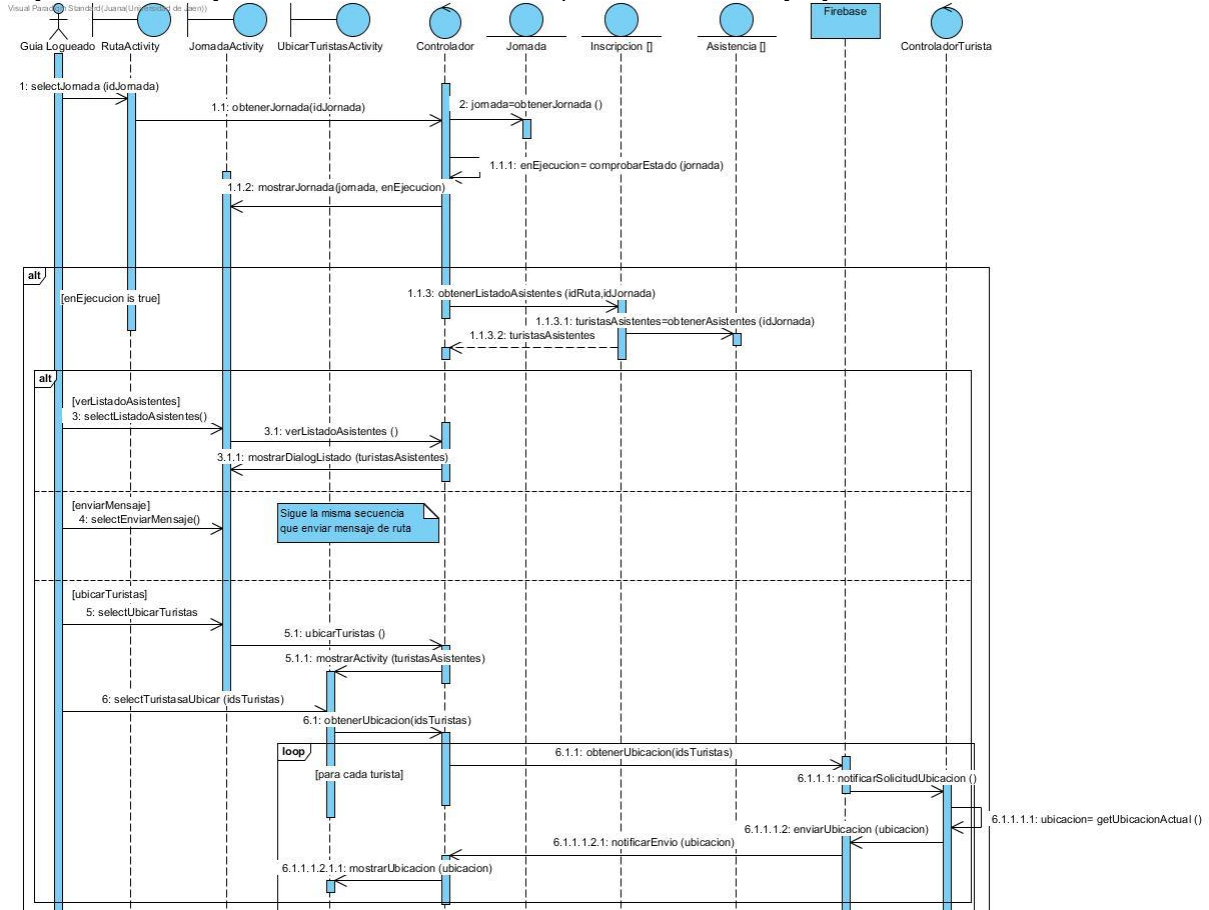 Visual Paradigm Standard(Juana(Universidad de Jaen))
Firebase
Guia Logueado
RutaActivity
JornadaActivity
UbicarTuristasActivity
Controlador
Jornada
Inscripcion []
Asistencia []
ControladorTurista
1: selectJornada (idJornada)
1.1: obtenerJornada(idJornada)
2: jornada=obtenerJornada ()
1.1.1: enEjecucion= comprobarEstado (jornada)
1.1.2: mostrarJornada(jornada, enEjecucion)
alt
[enEjecucion is true]
1.1.3: obtenerListadoAsistentes (idRuta,idJornada)
1.1.3.1: turistasAsistentes=obtenerAsistentes (idJornada)
1.1.3.2: turistasAsistentes
alt
[verListadoAsistentes]
3: selectListadoAsistentes()
3.1: verListadoAsistentes ()
3.1.1: mostrarDialogListado (turistasAsistentes)
[enviarMensaje]
4: selectEnviarMensaje()
Sigue la misma secuencia
que enviar mensaje de ruta
[ubicarTuristas]
5: selectUbicarTuristas
5.1: ubicarTuristas ()
5.1.1: mostrarActivity (turistasAsistentes)
6: selectTuristasaUbicar (idsTuristas)
6.1: obtenerUbicacion(idsTuristas)
loop
[para cada turista]
6.1.1: obtenerUbicacion(idsTuristas)
6.1.1.1: notificarSolicitudUbicacion ()
6.1.1.1.1: ubicacion= getUbicacionActual ()
6.1.1.1.2: enviarUbicacion (ubicacion)
6.1.1.1.2.1: notificarEnvio (ubicacion)
6.1.1.1.2.1.1: mostrarUbicacion (ubicacion)